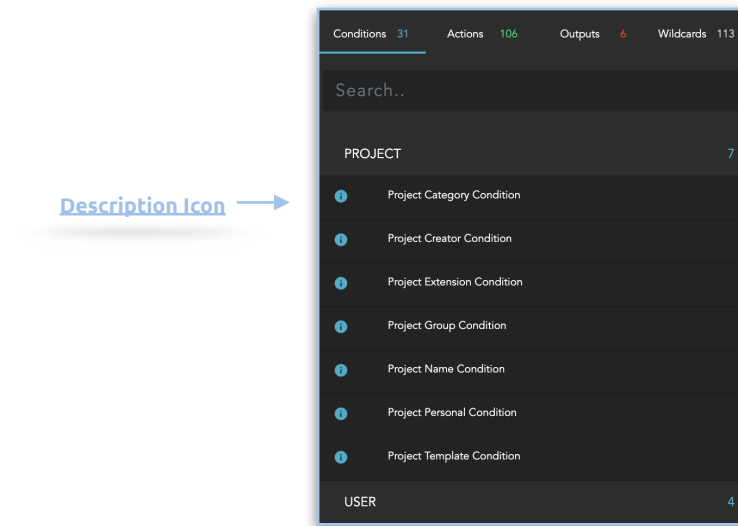 Conditions 31 Actions 106 Outputs 6 Wildcards 113
Search..
PROJECT 7
Description Icon
Project Category Condition
Project Creator Condition
Project Extension Condition
Project Group Condition
Project Name Condition
Project Personal Condition
Project Template Condition
USER 4